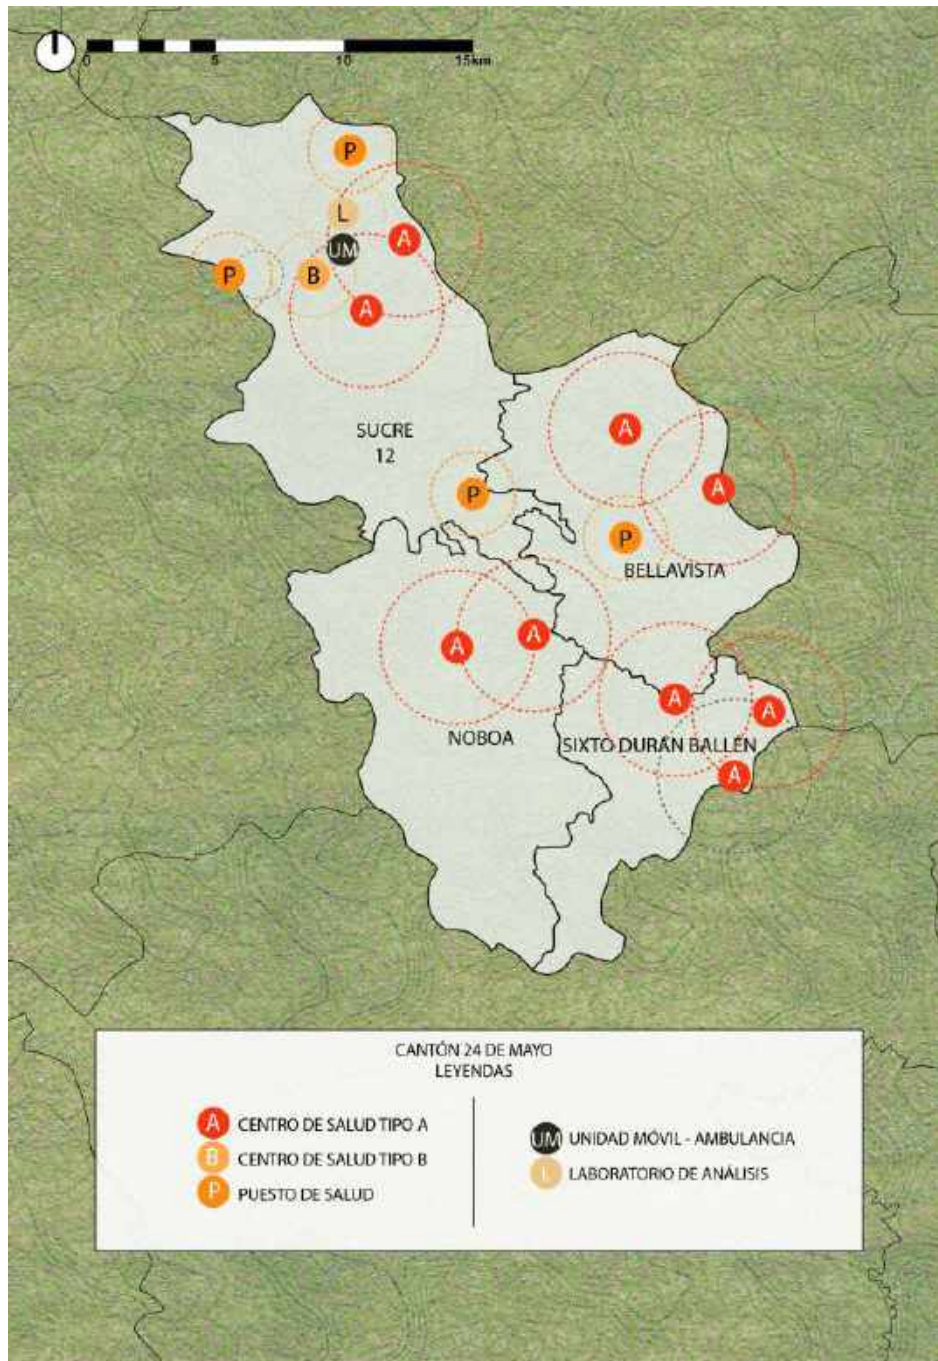 0 5 10 15km
P
L
A
UM
P
B
A
SUCRE
12
A
A
P
P
BELLAVISTA
A
A
A
A
NOBOA
SIXTO DURÁN BALLÉN
A
CANTÓN 24 DE MAYO
LEYENDAS
A CENTRO DE SALUD TIPO A
B CENTRO DE SALUD TIPO B
P PUESTO DE SALUD
UM UNIDAD MÓVIL - AMBULANCIA
L LABORATORIO DE ANÁLISIS